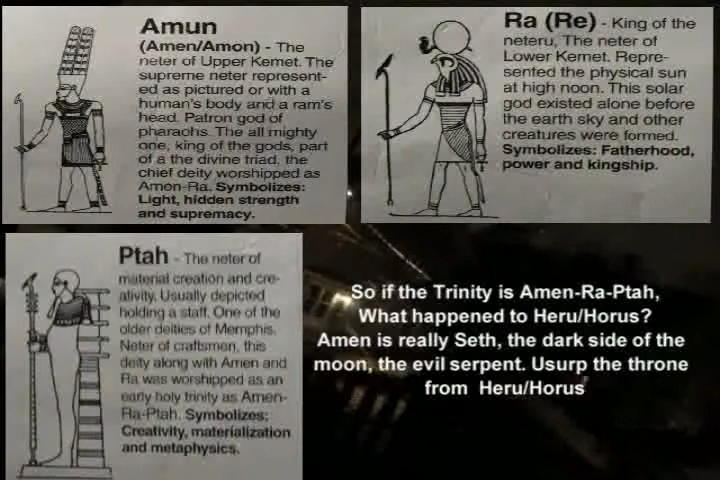 Amun
(Amen/Amon) - The
neter of Upper Kemet. The
supreme neter represent-
ed as pictured or with a
human's body and a ram's
head. Patron god of
pharaohs. The all mighty
one, king of the gods, part
of a the divine triad, the
chief deity worshipped as
Amon-Ra. Symbolizes:
Light, hidden strength
and supremacy.
Ra (Re) - King of the
neteru, The neter of
Lower Kemet. Repre-
sented the physical sun
at high noon. This solar
god existed alone before
the earth sky and other
creatures were formed.
Symbolizes: Fatherhood,
power and kingship.
Ptah - The neter of
material creation and cre-
ativity. Usually depicted
holding a staff. One of the
older deities of Memphis.
Neter of craftsmen, this
deity along with Amen and
Ra was worshipped as an
early holy trinity as Amen-
Ra-Ptah. Symbolizes:
Creativity, materialization
and metaphysics.
So if the Trinity is Amen-Ra-Ptah,
What happened to Heru/Horus?
Amen is really Seth, the dark side of the
moon, the evil serpent. Usurp the throne
from Heru/Horus